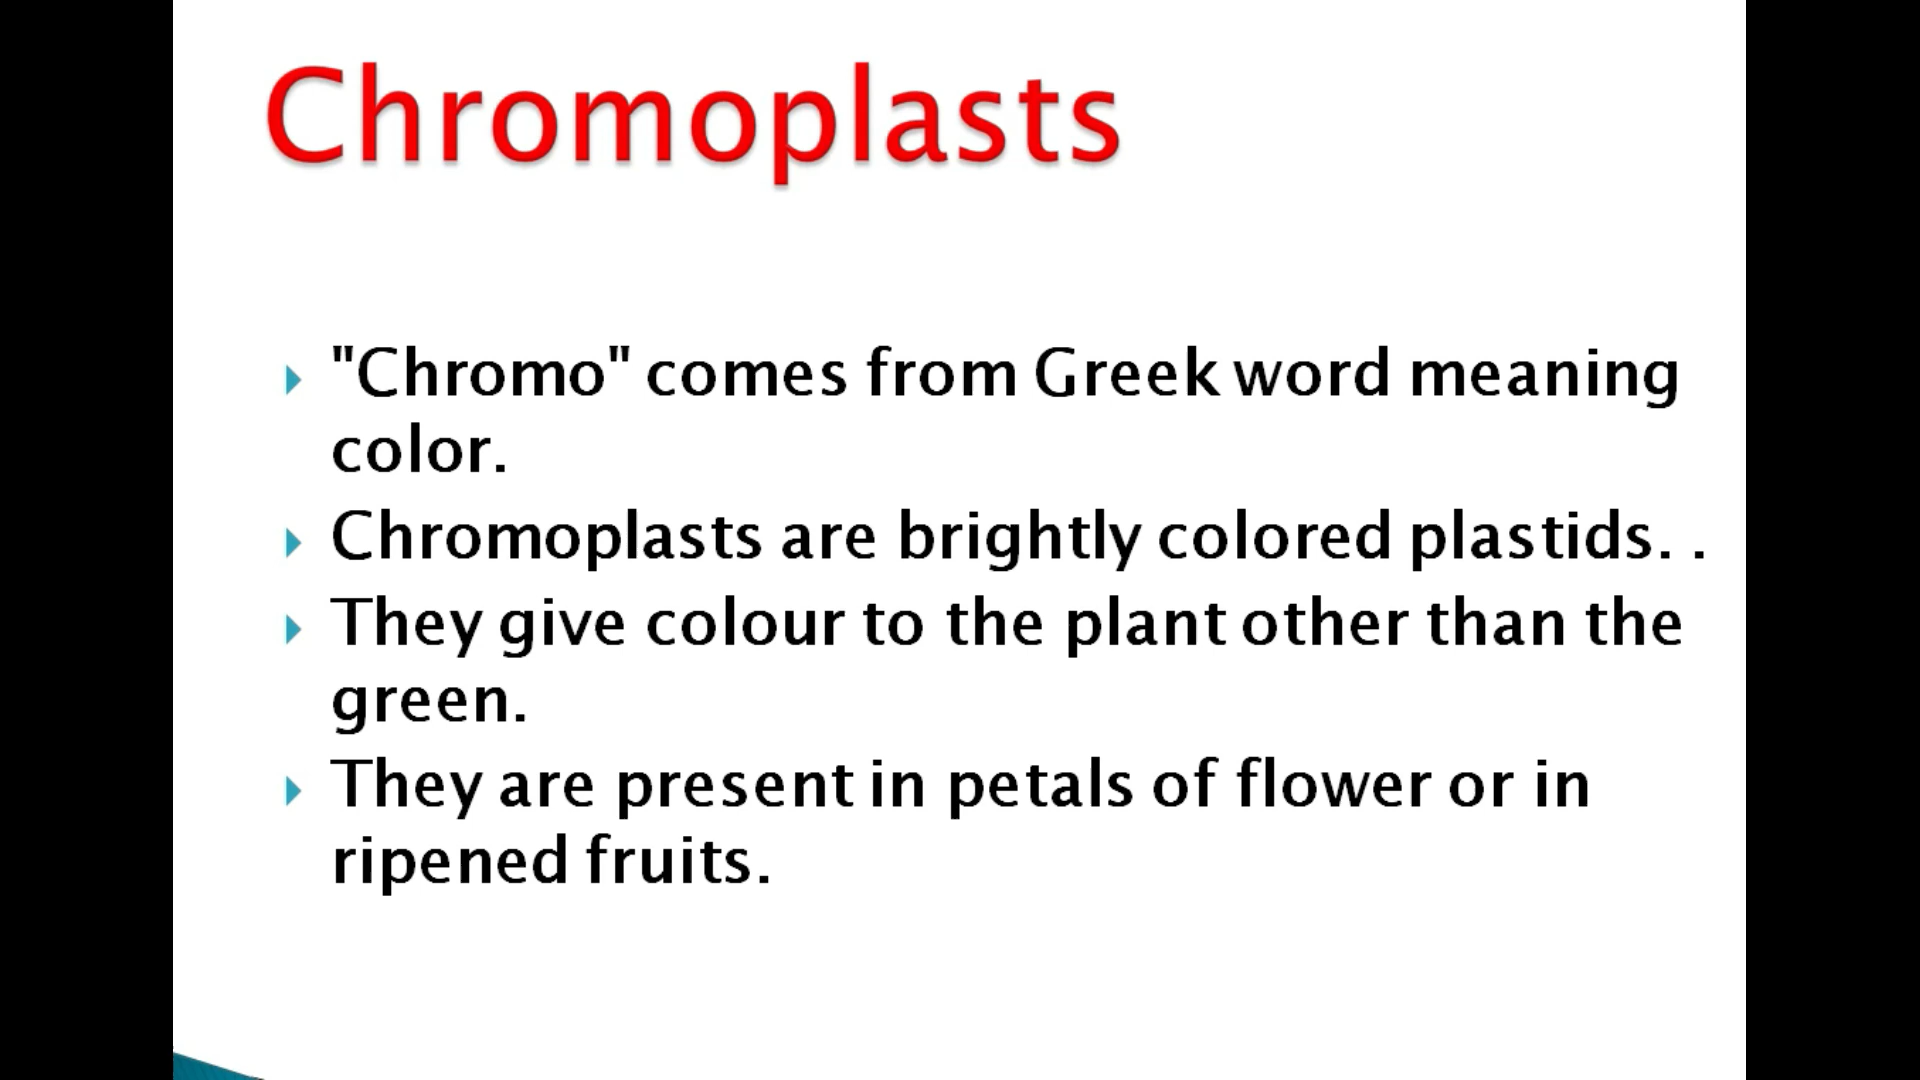 Chromoplasts
"Chromo" comes from Greek word meaning
color.
Chromoplasts are brightly colored plastids. .
They give colour to the plant other than the
green.
They are present in petals of flower or in
ripened fruits.